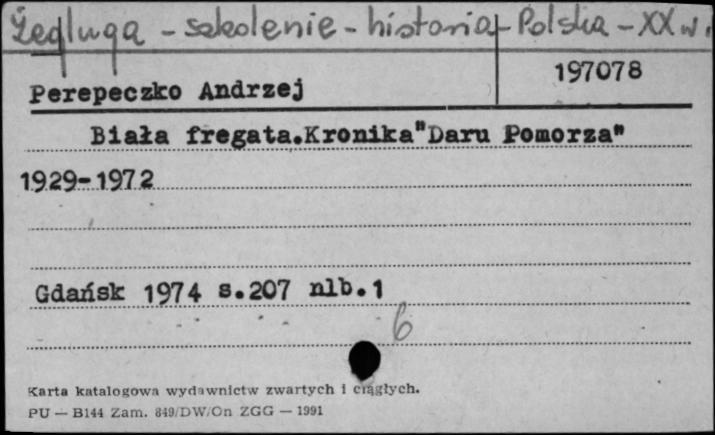 Żegluga - szkolenie - historia - Polska - XX w.
197078
Perepeczko Andrzej
Biała fregata.Kronika"Daru Pomorza"
1929-1972
Gdańsk 1974 s.207 nlb.1
6
Karta katalogowa wydawnictw zwartych i ciągłych.
PU — B144 Zam. 849/DW/On ZGG — 1991